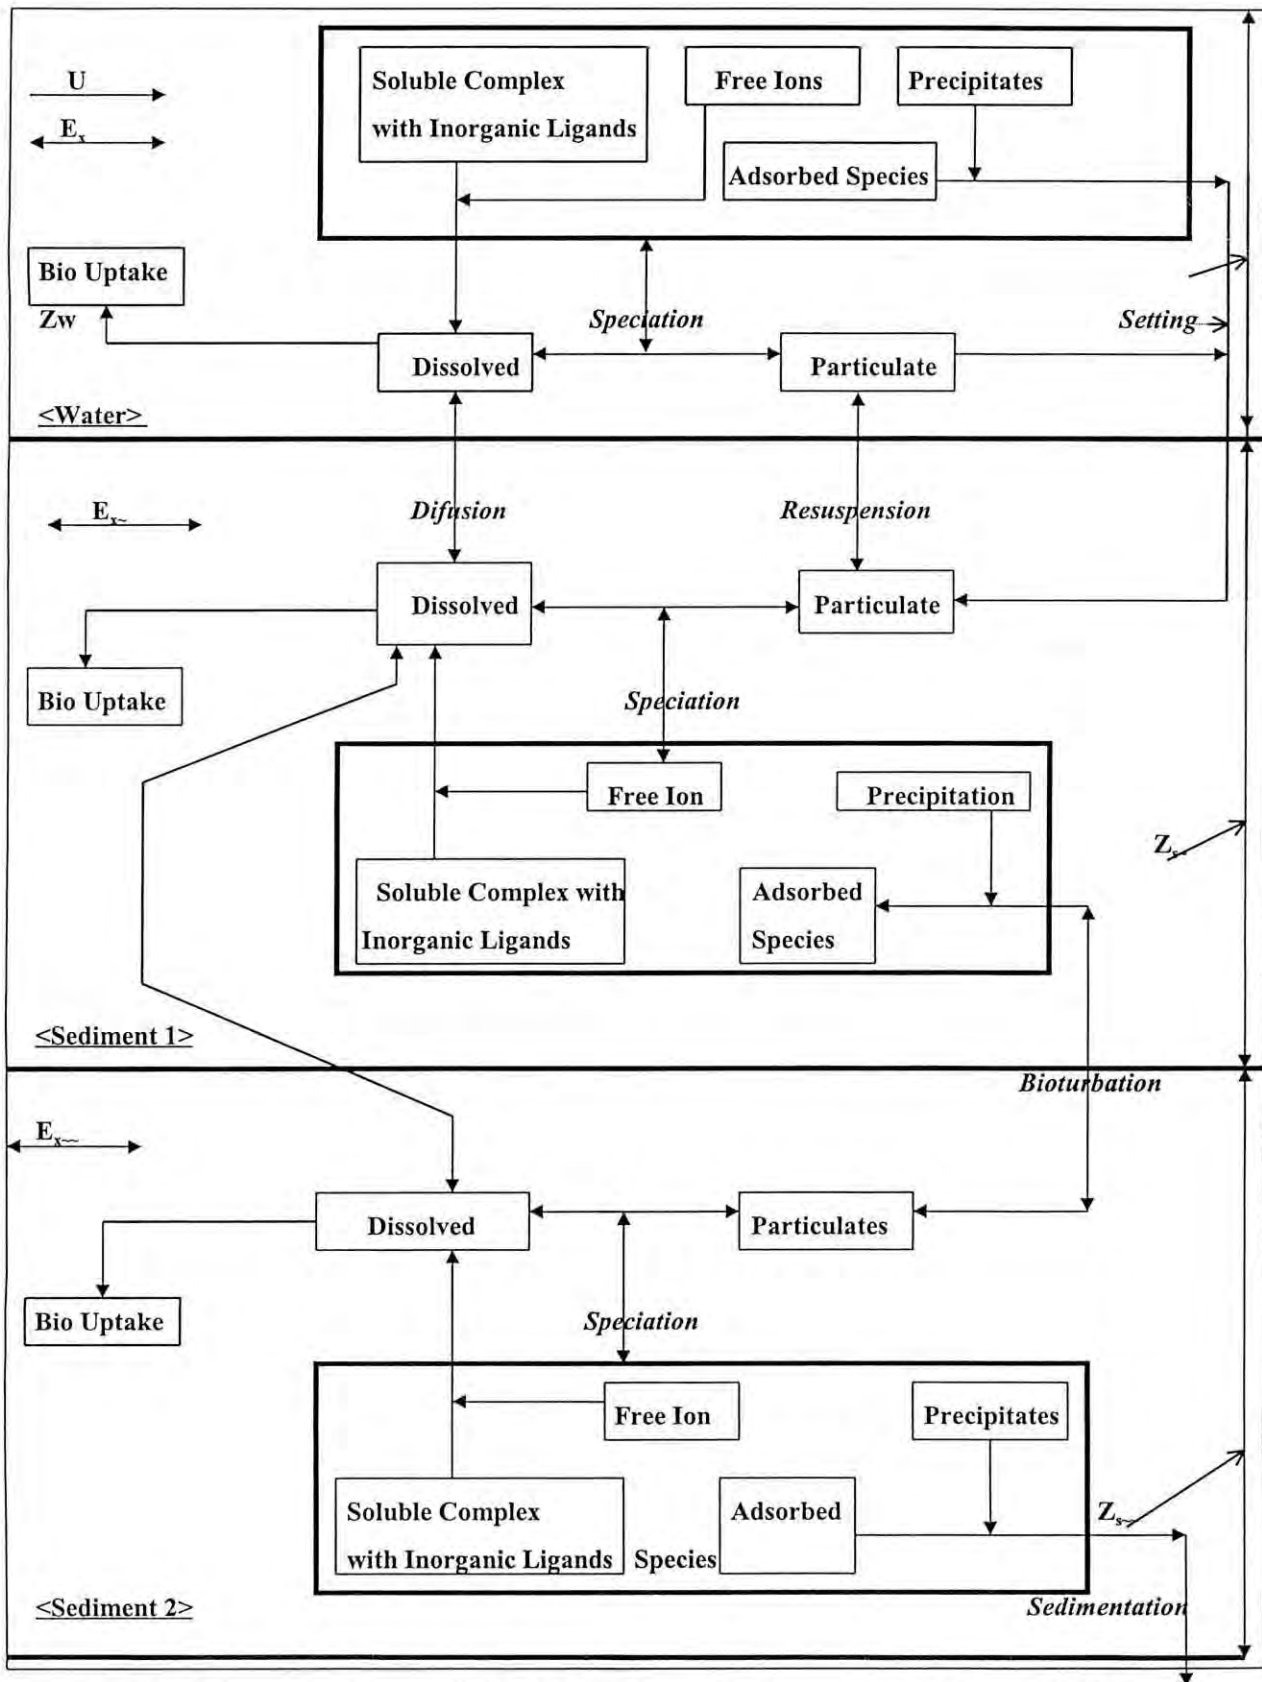 Soluble Complex
with Inorganic Ligands
Free Ions
Precipitates
U
Eₓ
Adsorbed Species
Bio Uptake
Zw
Speciation
Setting
Dissolved
Particulate
<Water>
Eₓ~
Difusion
Resuspension
Dissolved
Particulate
Bio Uptake
Speciation
Free Ion
Precipitation
Zₛ~
Soluble Complex with
Inorganic Ligands
Adsorbed
Species
<Sediment 1>
Bioturbation
Eₓ~~
Dissolved
Particulates
Bio Uptake
Speciation
Free Ion
Precipitates
Soluble Complex
with Inorganic Ligands
Adsorbed
Species
Zₛ~~
<Sediment 2>
Sedimentation